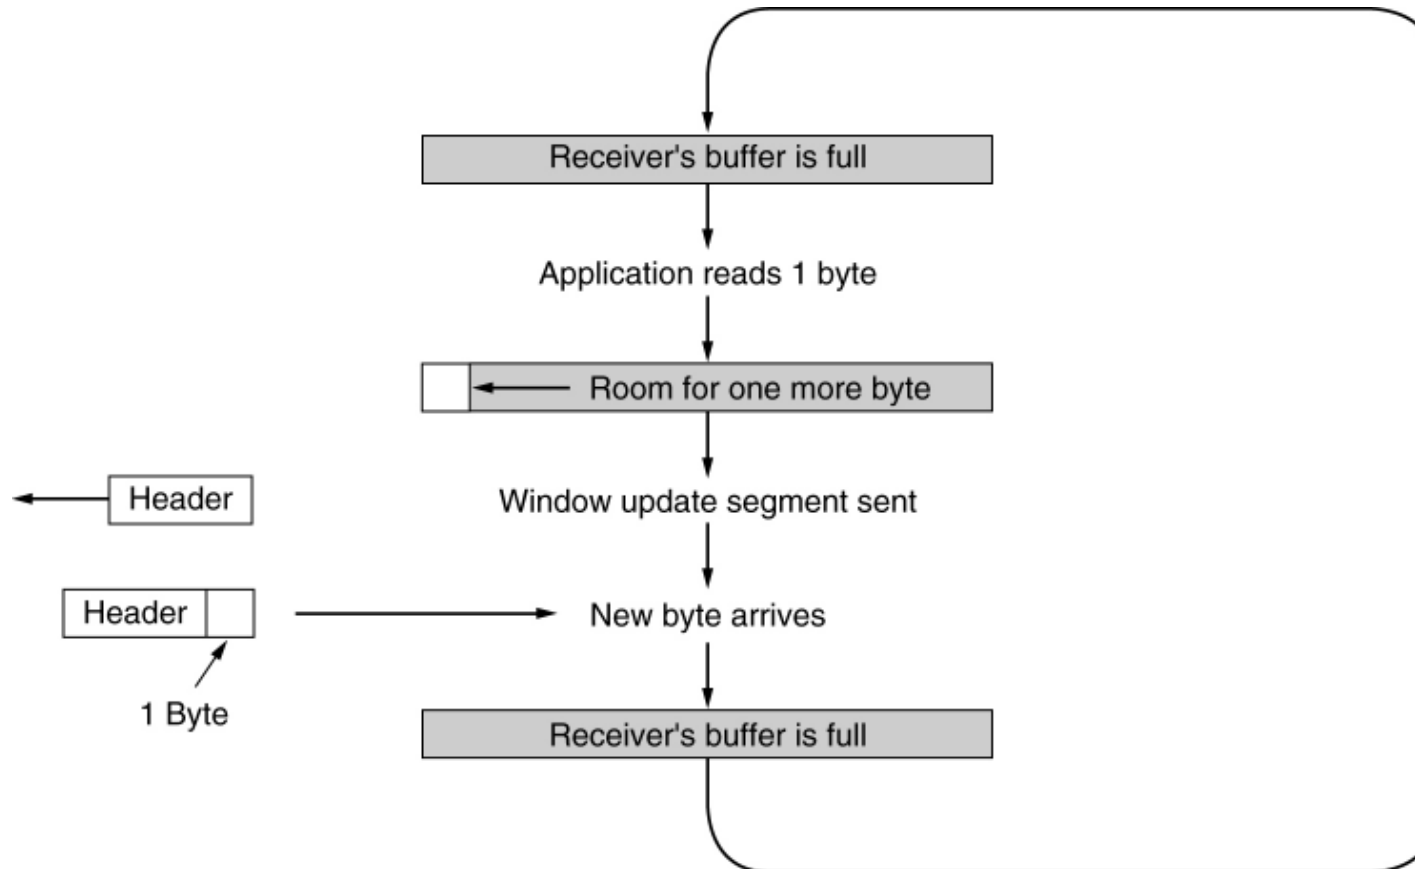 Receiver's buffer is full
Application reads 1 byte
Room for one more byte
Header
Window update segment sent
Header
New byte arrives
1 Byte
Receiver's buffer is full